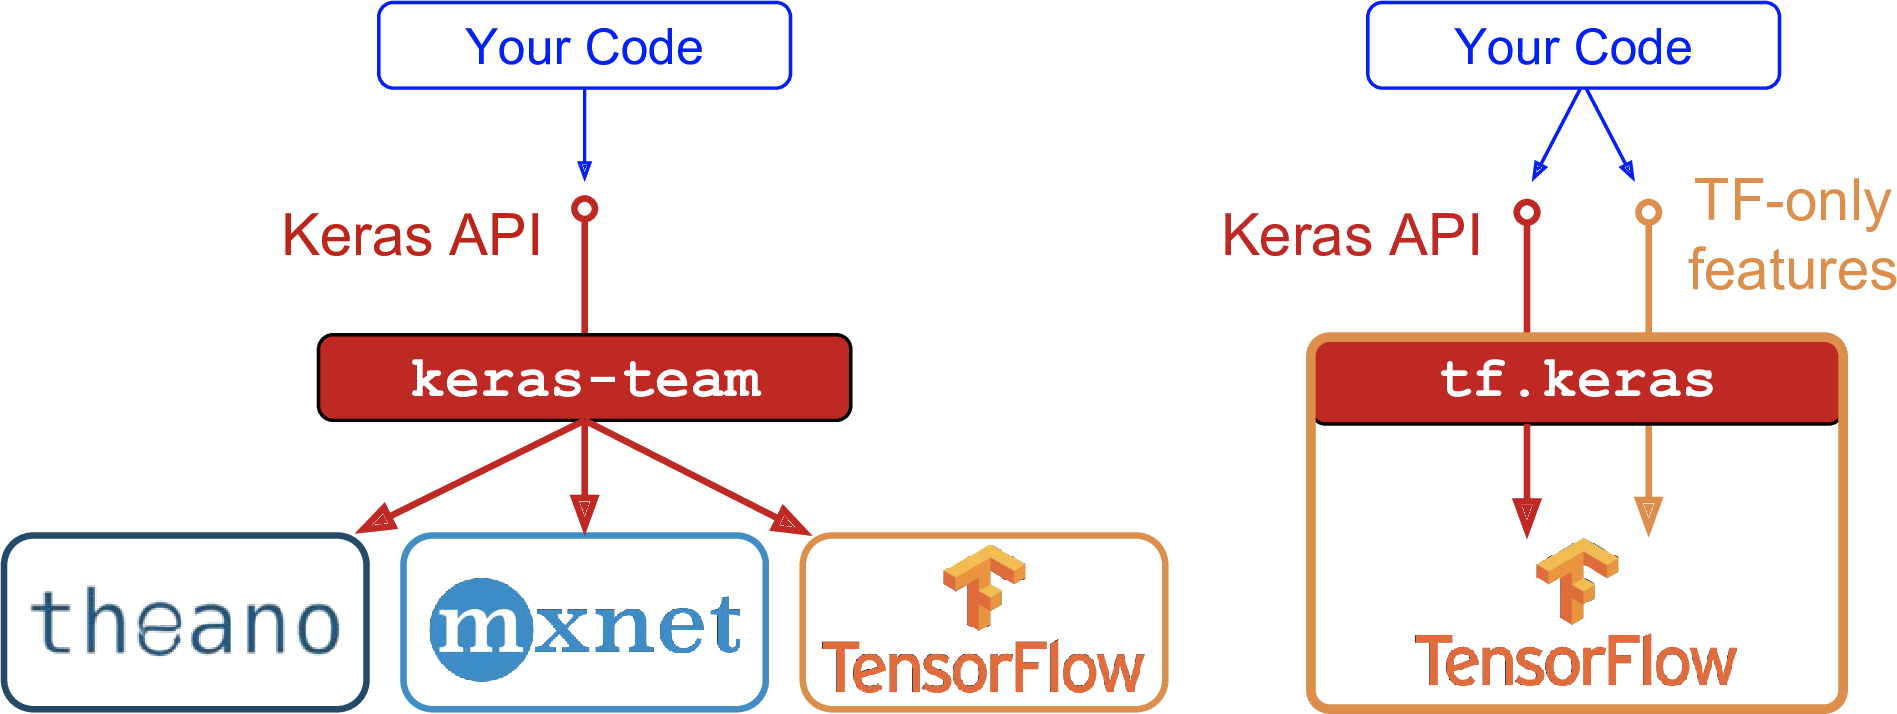 Your Code
Keras API
keras-team
theano
mxnet
TensorFlow
Your Code
Keras API
TF-only
features
tf.keras
TensorFlow